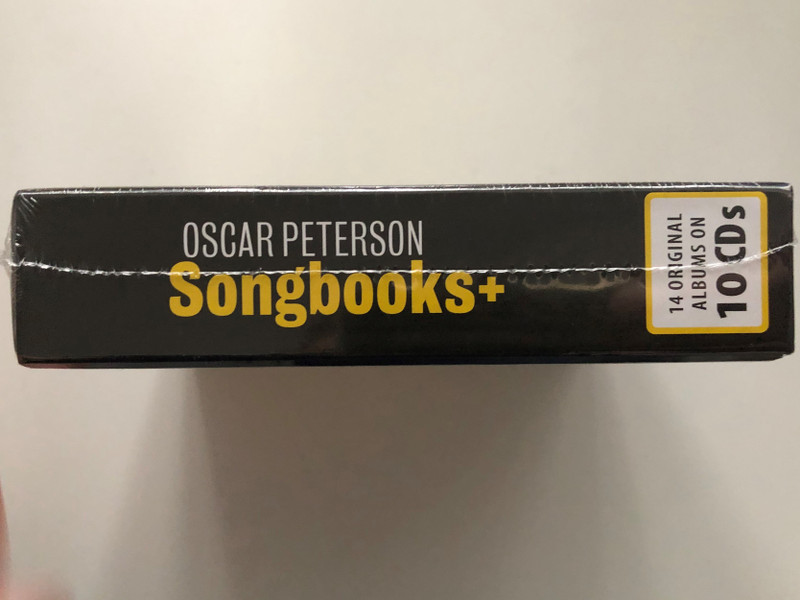 OSCAR PETERSON
Songbooks+
14 ORIGINAL
ALBUMS ON
10 CDs